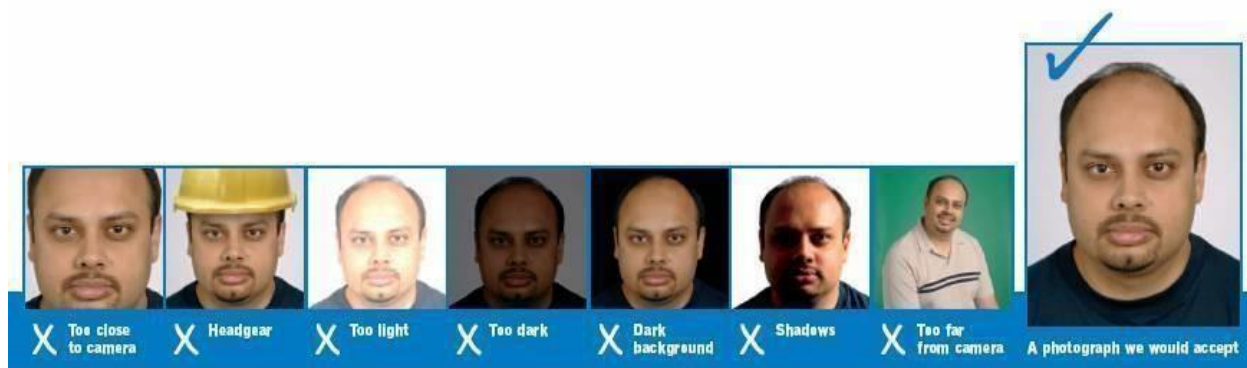 X Too close
to camera
X Headgear
X Too light
X Too dark
X Dark
background
X Shadows
X Too far
from camera
A photograph we would accept